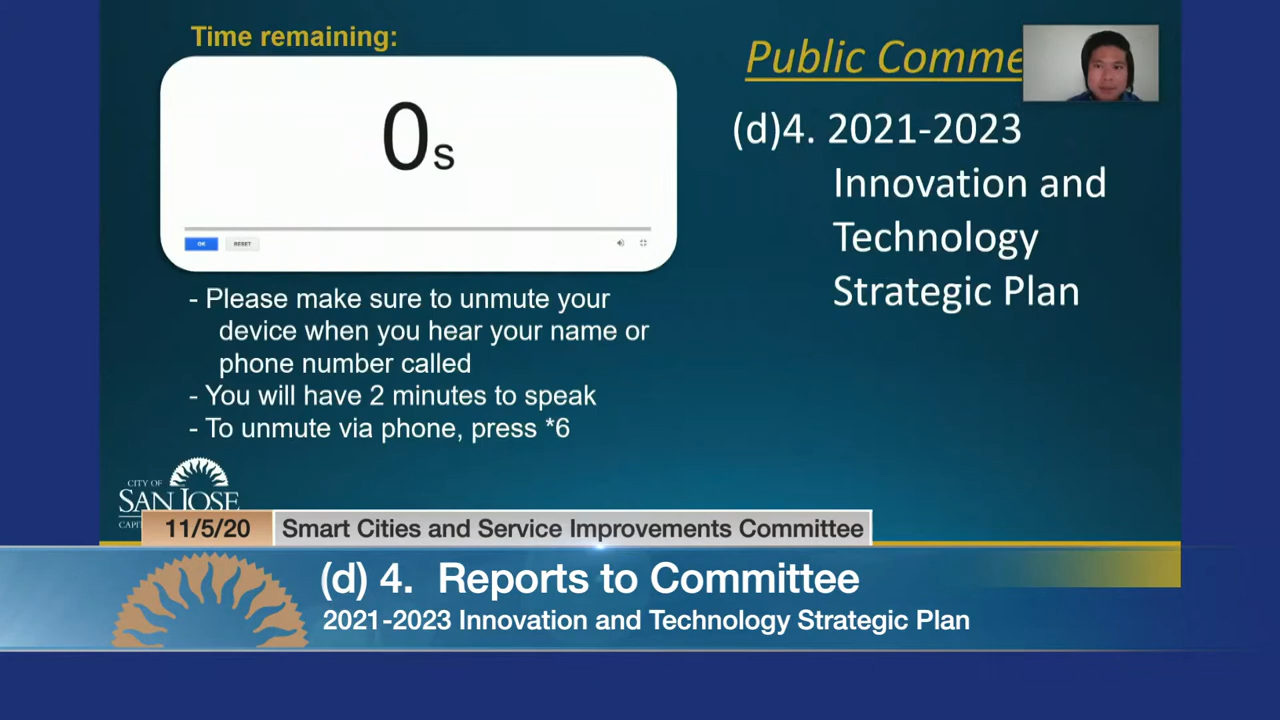 Time remaining:
0s
OK
RESET
- Please make sure to unmute your
device when you hear your name or
phone number called
- You will have 2 minutes to speak
- To unmute via phone, press *6
Public Comme
(d)4. 2021-2023
Innovation and
Technology
Strategic Plan
CITY OF
SAN JOSE
11/5/20
Smart Cities and Service Improvements Committee
(d) 4. Reports to Committee
2021-2023 Innovation and Technology Strategic Plan